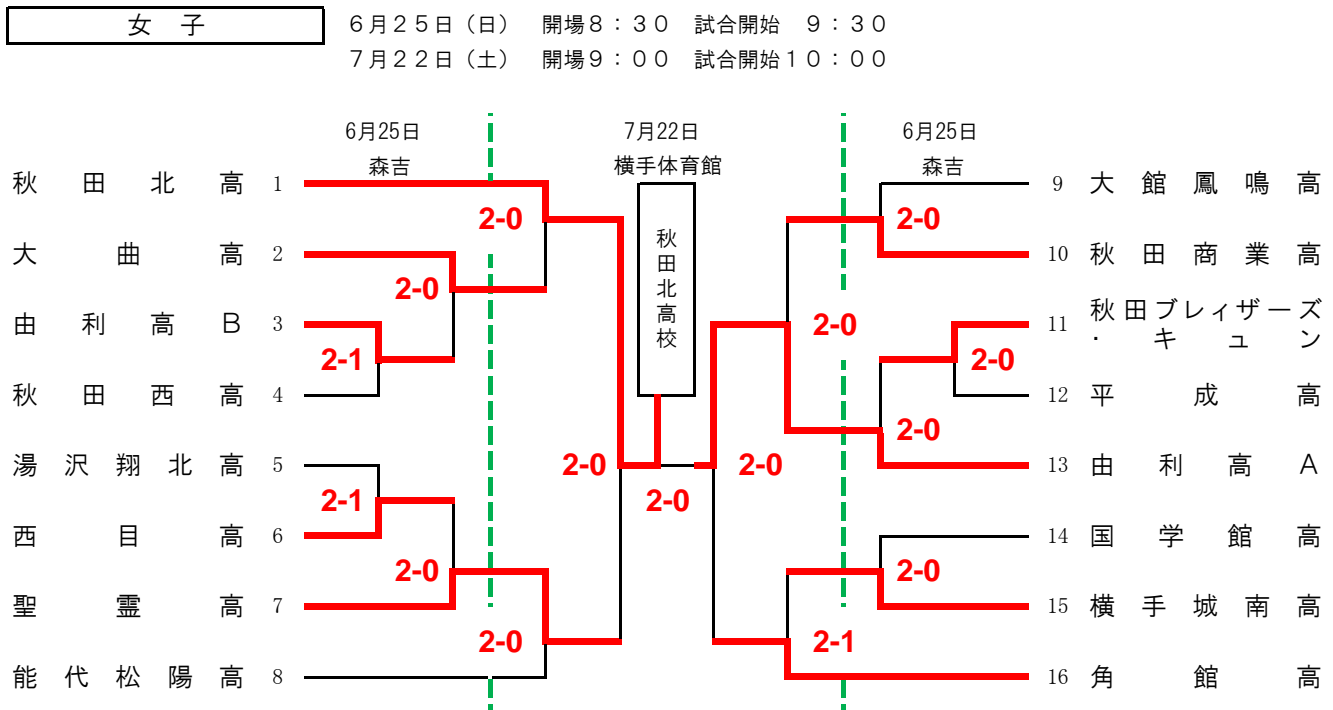 女 子
6月25日（日） 開場8：30 試合開始 9：30
7月22日（土） 開場9：00 試合開始10：00
6月25日 7月22日 6月25日
森吉 横手体育館 森吉
秋田北高 1
9 大館鳳鳴高
2-0
2-0
大曲高 2
10 秋田商業高
秋田北高校
2-0
由利高B 3
2-0
11 秋田ブレイザーズ
・キュン
2-1
2-0
秋田西高 4
12 平成高
2-0
湯沢翔北高 5
2-0
2-0
13 由利高A
2-1
2-0
西目高 6
14 国学館高
2-0
2-0
聖霊高 7
15 横手城南高
2-0
2-1
能代松陽高 8
16 角館高